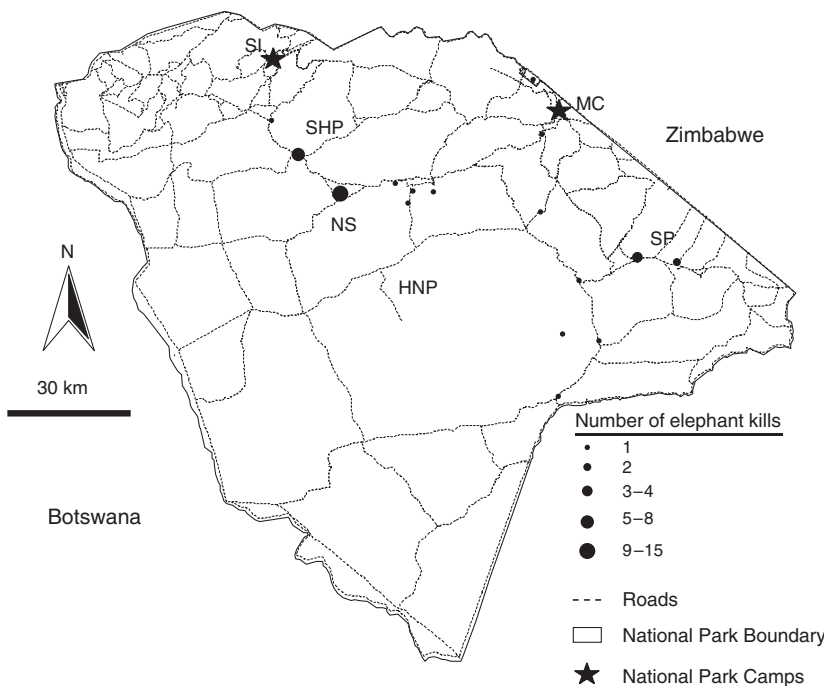 SI
MC
SHP
Zimbabwe
NS
SP
N
HNP
30 km
Number of elephant kills
1
2
3–4
5–8
9–15
Botswana
Roads
National Park Boundary
National Park Camps